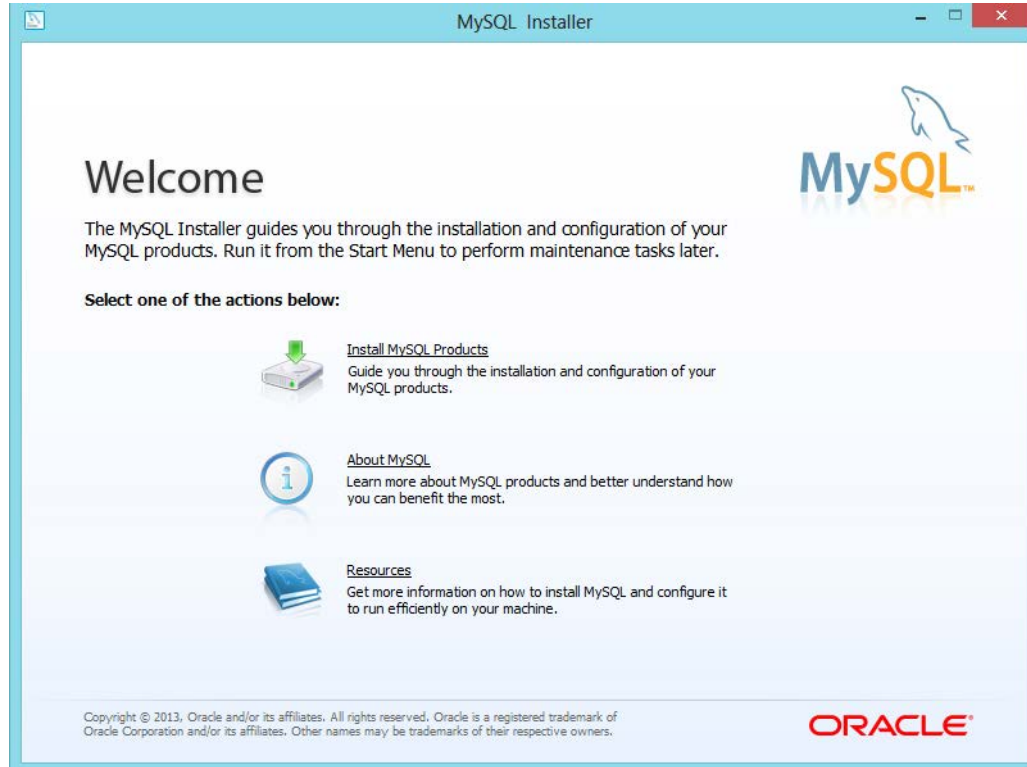 MySQL Installer
MySQL™
Welcome
The MySQL Installer guides you through the installation and configuration of your
MySQL products. Run it from the Start Menu to perform maintenance tasks later.
Select one of the actions below:
Install MySQL Products
Guide you through the installation and configuration of your
MySQL products.
About MySQL
Learn more about MySQL products and better understand how
you can benefit the most.
Resources
Get more information on how to install MySQL and configure it
to run efficiently on your machine.
Copyright © 2013, Oracle and/or its affiliates. All rights reserved. Oracle is a registered trademark of
Oracle Corporation and/or its affiliates. Other names may be trademarks of their respective owners.
ORACLE®